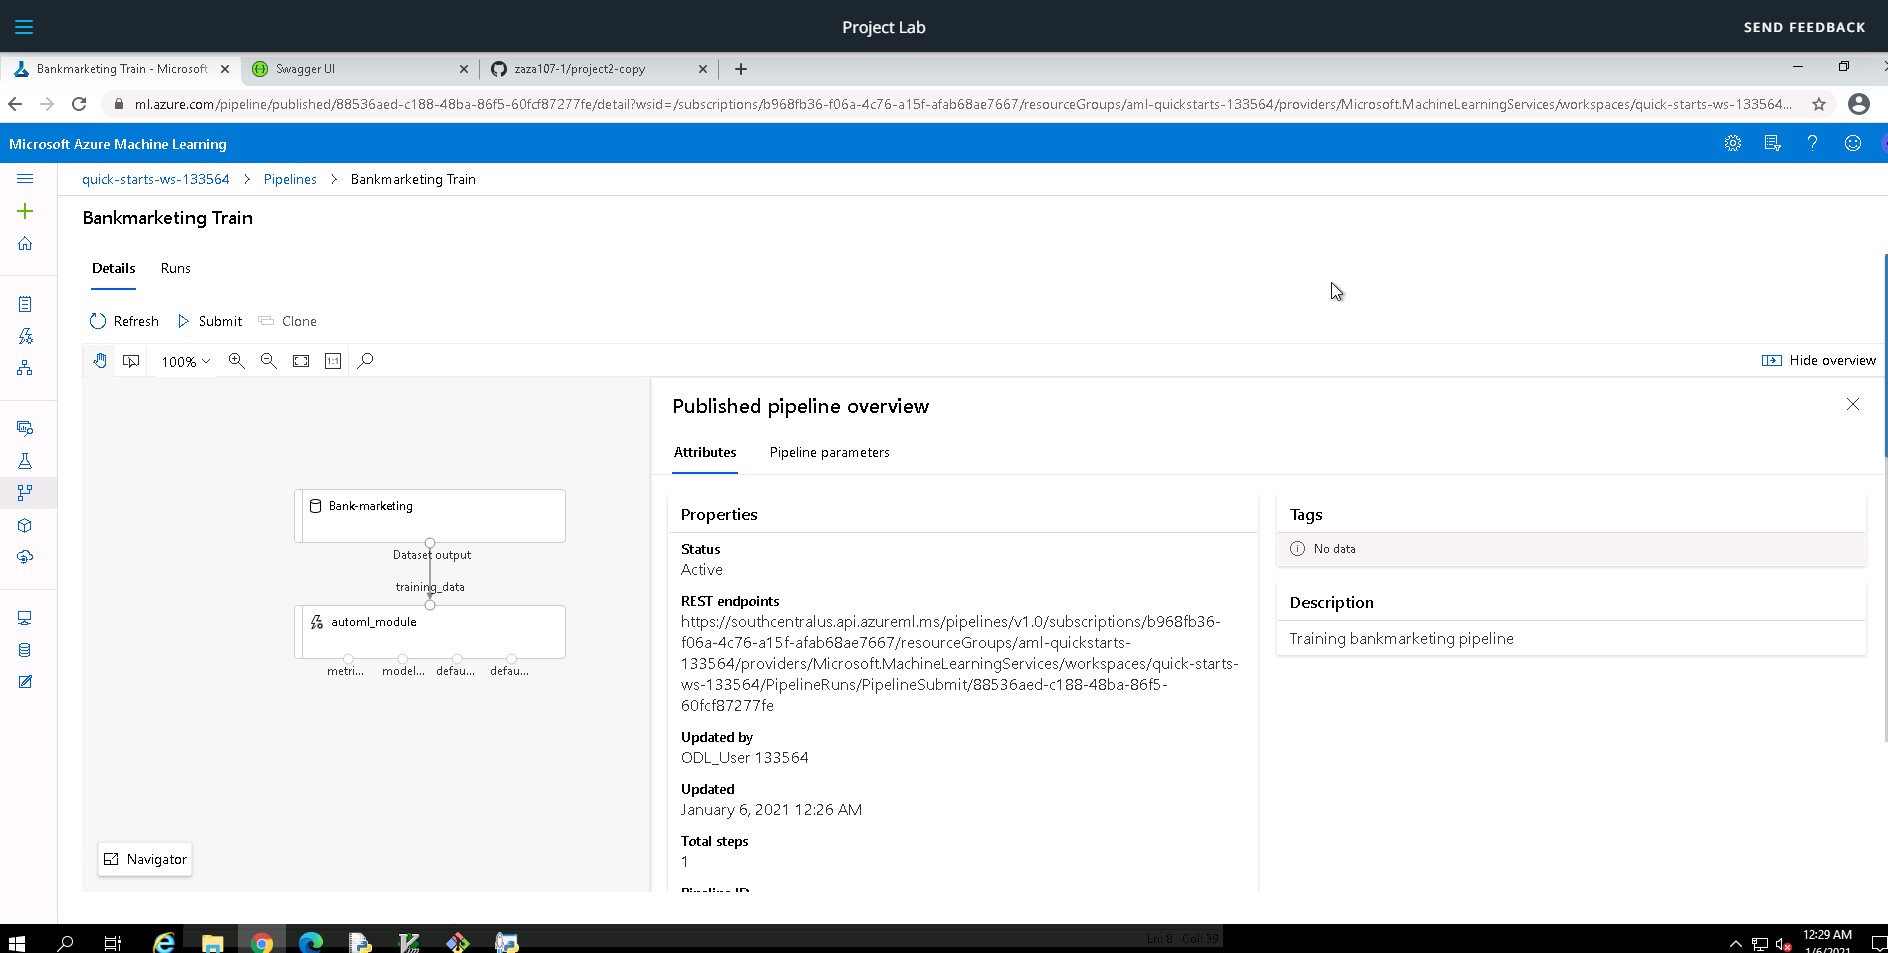 Project Lab
SEND FEEDBACK
Bankmarketing Train - Microsoft
Swagger UI
zaza107-1/project2-copy
ml.azure.com/pipeline/published/88536aed-c188-48ba-86f5-60fcf87277fe/detail?wsid=/subscriptions/b968fb36-f06a-4c76-a15f-afab68ae7667/resourceGroups/aml-quickstarts-133564/providers/Microsoft.MachineLearningServices/workspaces/quick-starts-ws-133564...
Microsoft Azure Machine Learning
quick-starts-ws-133564 > Pipelines > Bankmarketing Train
Bankmarketing Train
Details
Runs
Refresh
Submit
Clone
100%
1:1
Hide overview
Bank-marketing
Dataset output
training_data
automl_module
metri...
model...
defau...
defau...
Navigator
Published pipeline overview
Attributes
Pipeline parameters
Properties
Status
Active
REST endpoints
https://southcentralus.api.azureml.ms/pipelines/v1.0/subscriptions/b968fb36-
f06a-4c76-a15f-afab68ae7667/resourceGroups/aml-quickstarts-
133564/providers/Microsoft.MachineLearningServices/workspaces/quick-starts-
ws-133564/PipelineRuns/PipelineSubmit/88536aed-c188-48ba-86f5-
60fcf87277fe
Updated by
ODL_User 133564
Updated
January 6, 2021 12:26 AM
Total steps
1
Pipeline ID
Tags
No data
Description
Training bankmarketing pipeline
Ln: 8 Col: 39
12:29 AM
1/6/2021